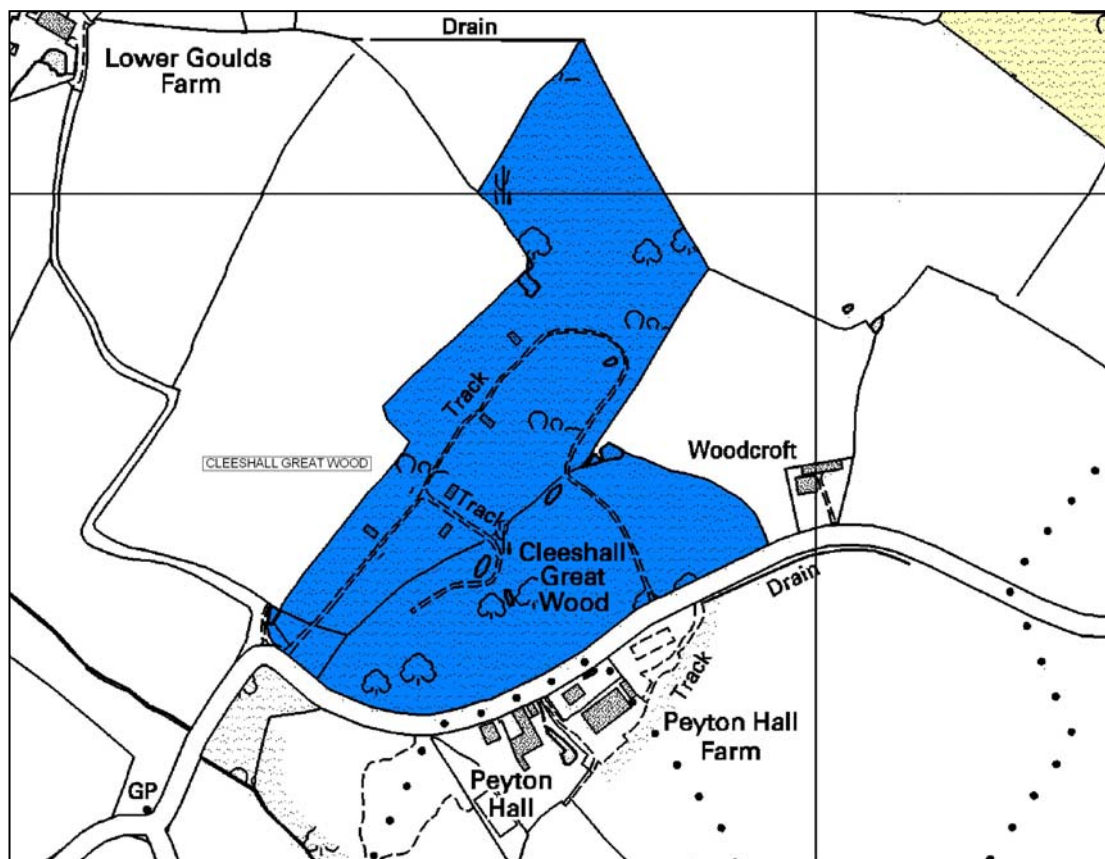 Drain
Lower Goulds
Farm
Track
Woodcroft
CLEESHALL GREAT WOOD
Track
Cleeshall
Great
Wood
Drain
Track
Peyton Hall
Farm
Peyton
Hall
GP